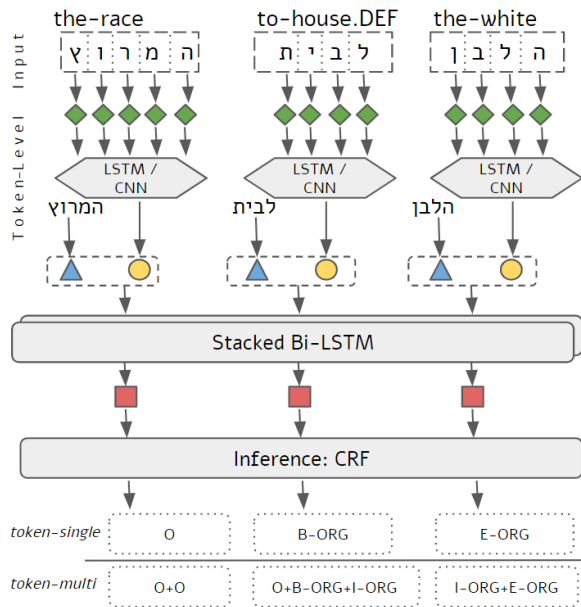 the-race to-house.DEF the-white
Token-Level Input
ה מ ר ו ץ
ל ב י ת
ה ל ב ן
LSTM / CNN
LSTM / CNN
LSTM / CNN
המרוץ
לבית
הלבן
Stacked Bi-LSTM
Inference: CRF
token-single O B-ORG E-ORG
token-multi O+O O+B-ORG+I-ORG I-ORG+E-ORG